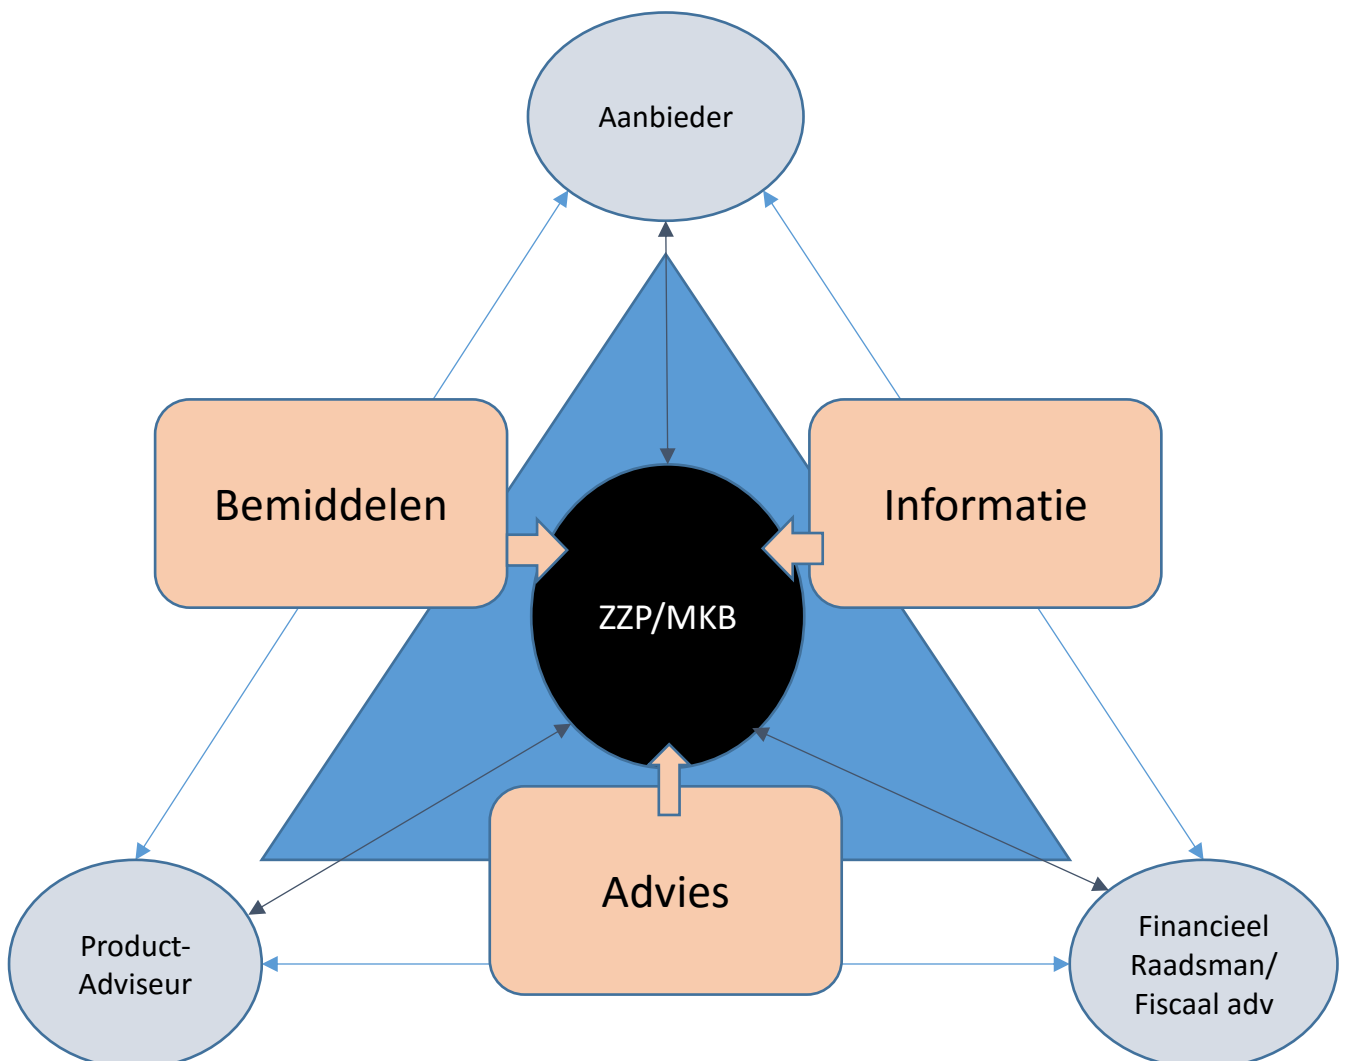 Aanbieder
Bemiddelen
Informatie
ZZP/MKB
Advies
Product-
Adviseur
Financieel
Raadsman/
Fiscaal adv